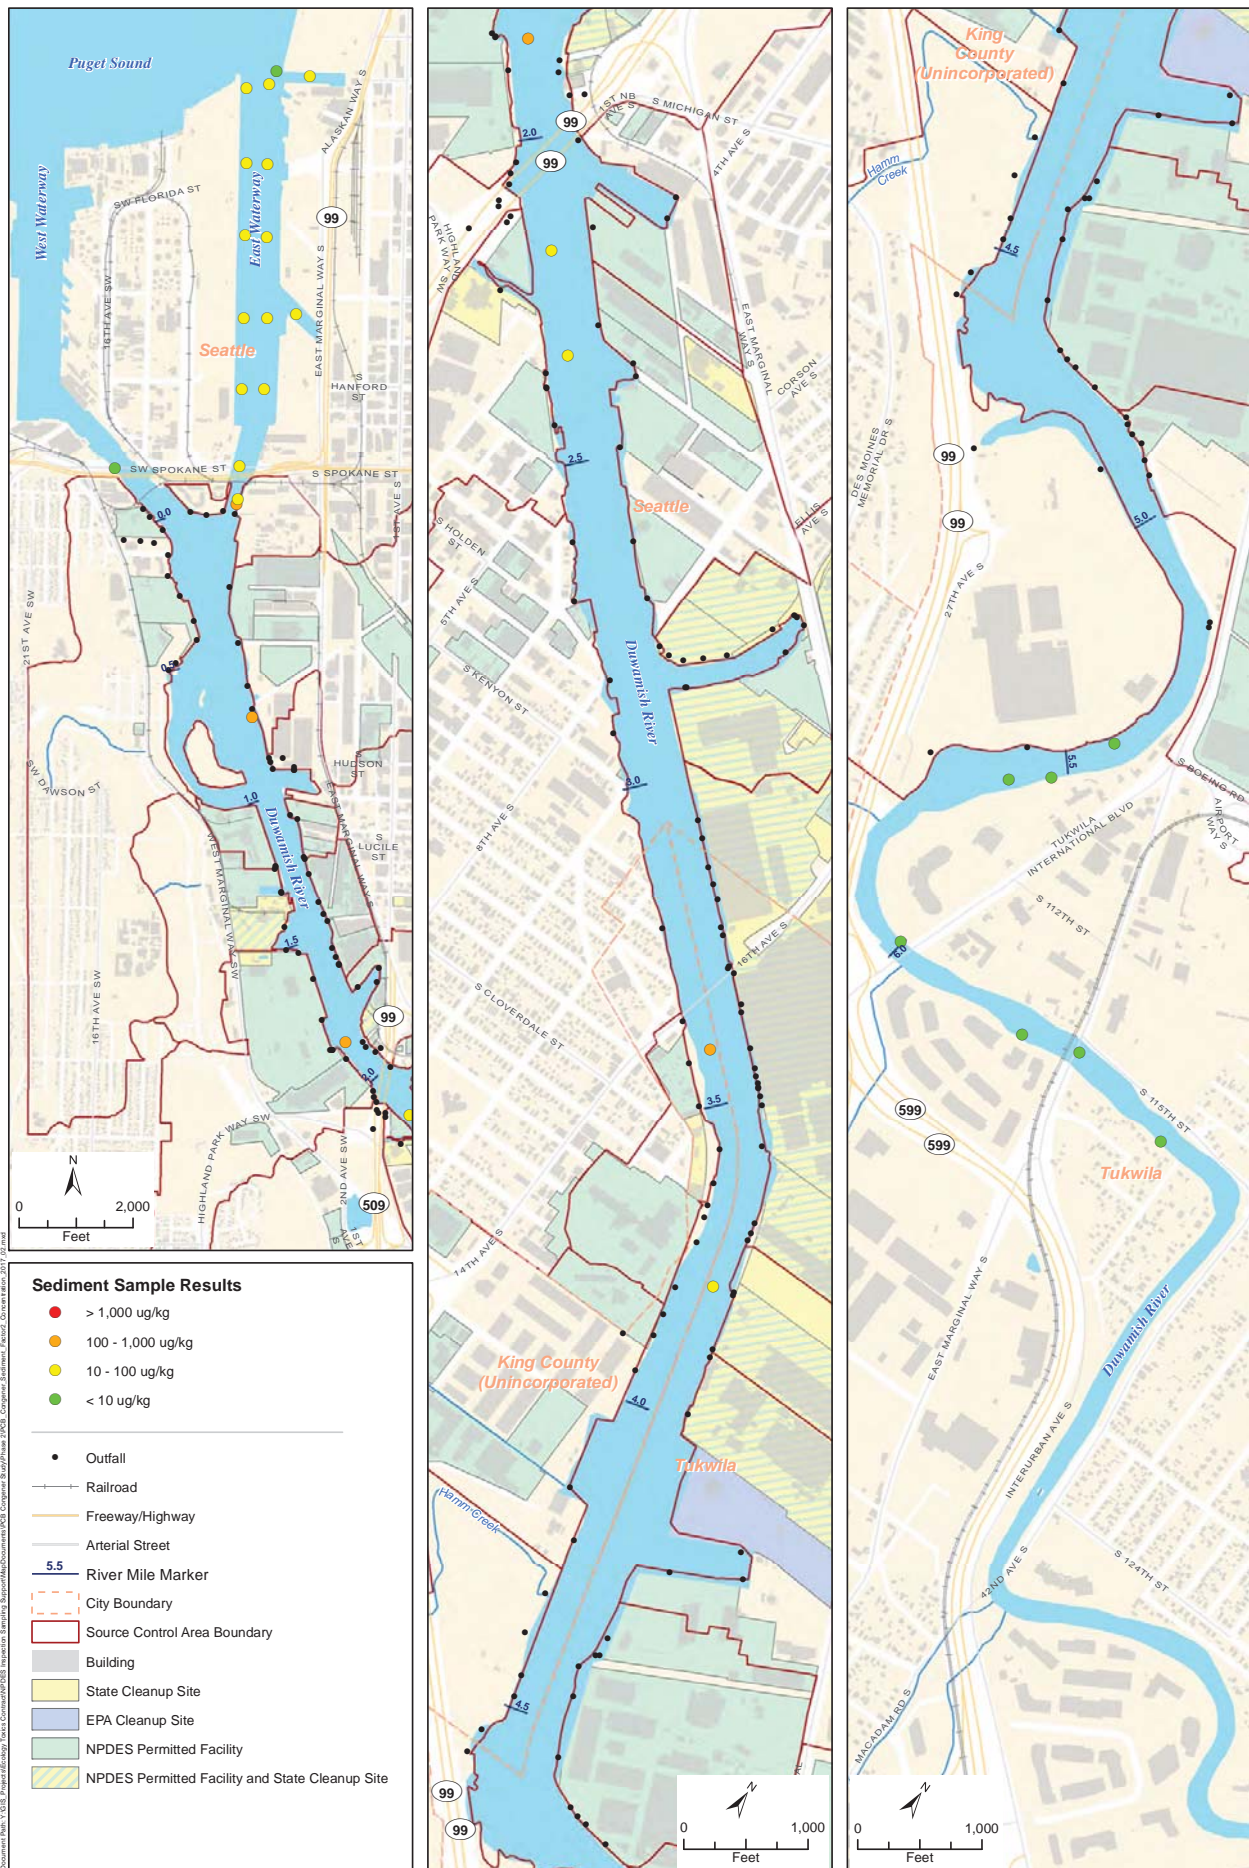 Puget Sound
West Waterway
East Waterway
ALASKAN WAY S
SW FLORIDA ST
99
16TH AVE SW
EAST MARGINAL WAY S
Seattle
S
HANFORD
ST
SW SPOKANE ST
S SPOKANE ST
1ST AVE S
0.0
21ST AVE SW
0.5
SW DAWSON ST
S
HUDSON
ST
1.0
Duwamish River
EAST MARGINAL WAY S
S
LUCILE
ST
WEST MARGINAL WAY SW
1.5
16TH AVE SW
99
2.0
HIGHLAND PARK WAY SW
2ND AVE SW
509
1ST
AVE
S
N
0
2,000
Feet
Sediment Sample Results
> 1,000 ug/kg
100 - 1,000 ug/kg
10 - 100 ug/kg
< 10 ug/kg
Outfall
Railroad
Freeway/Highway
Arterial Street
5.5
River Mile Marker
City Boundary
Source Control Area Boundary
Building
State Cleanup Site
EPA Cleanup Site
NPDES Permitted Facility
NPDES Permitted Facility and State Cleanup Site
1ST NB
AVE S
S MICHIGAN ST
99
2.0
99
4TH AVE S
HIGHLAND
PARK WAY
SW
EAST MARGINAL
WAY S
CORSON
AVE S
2.5
Seattle
ELLIS
AVE S
S HOLDEN
ST
5TH AVE S
S KENYON ST
Duwamish River
3.0
8TH AVE S
16TH AVE S
S CLOVERDALE ST
3.5
14TH AVE S
King County
(Unincorporated)
4.0
Tukwila
Hamm Creek
4.5
99
99
N
0
1,000
Feet
King
County
(Unincorporated)
Hamm
Creek
4.5
DES MOINES
MEMORIAL DR S
99
99
5.0
27TH AVE S
5.5
S BOEING RD
AIRPORT
WAY S
TUKWILA
INTERNATIONAL BLVD
S 112TH ST
6.0
599
599
S 115TH ST
Tukwila
EAST MARGINAL WAY S
Duwamish River
INTERURBAN AVE S
42ND AVE S
S 124TH ST
MACADAM RD S
N
0
1,000
Feet